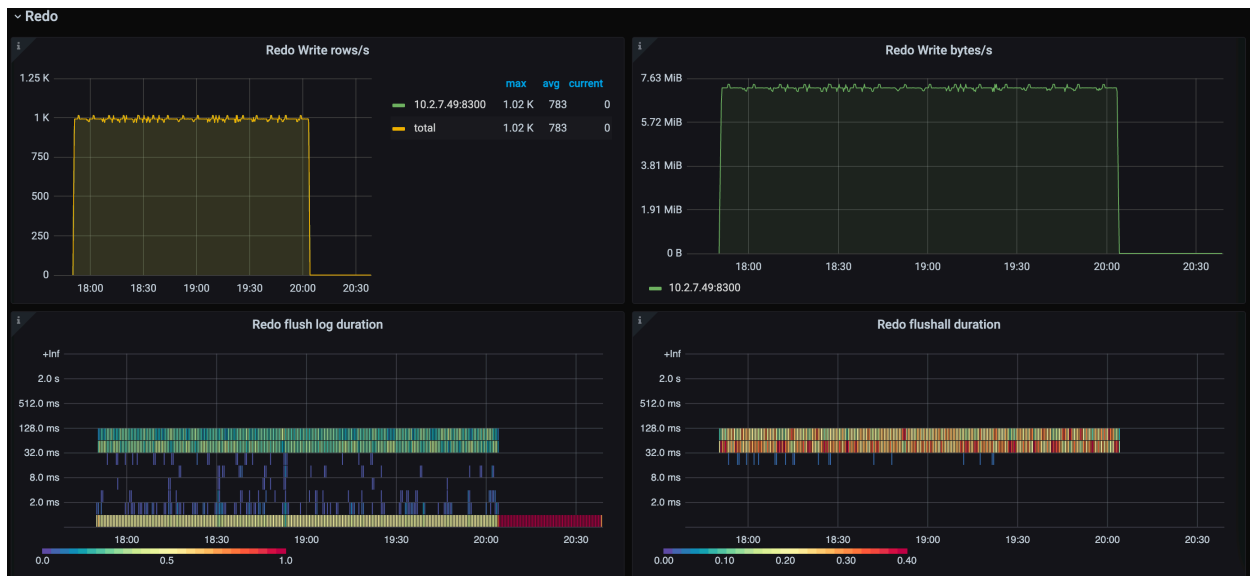 Redo
Redo Write rows/s
1.25 K
1 K
750
500
250
0
18:00 18:30 19:00 19:30 20:00 20:30
max avg current
10.2.7.49:8300 1.02 K 783 0
total 1.02 K 783 0
Redo Write bytes/s
7.63 MiB
5.72 MiB
3.81 MiB
1.91 MiB
0 B
18:00 18:30 19:00 19:30 20:00 20:30
10.2.7.49:8300
Redo flush log duration
+Inf
2.0 s
512.0 ms
128.0 ms
32.0 ms
8.0 ms
2.0 ms
18:00 18:30 19:00 19:30 20:00 20:30
0.0 0.5 1.0
Redo flushall duration
+Inf
2.0 s
512.0 ms
128.0 ms
32.0 ms
8.0 ms
2.0 ms
18:00 18:30 19:00 19:30 20:00 20:30
0.00 0.10 0.20 0.30 0.40